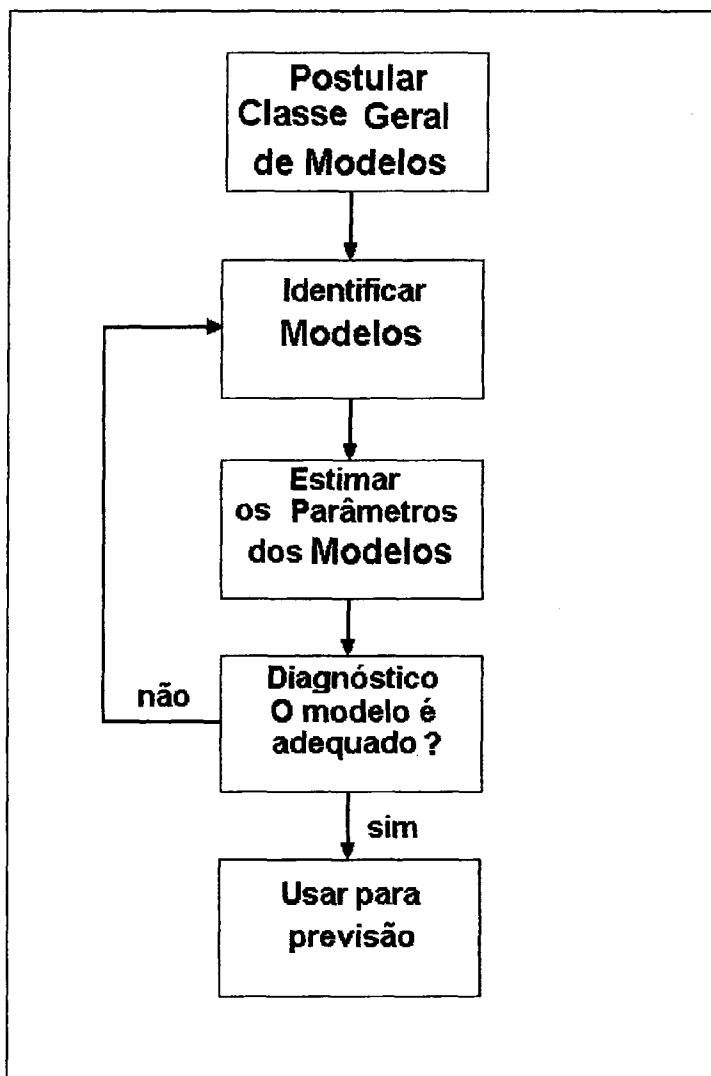 Postular
Classe Geral
de Modelos
Identificar
Modelos
Estimar
os Parâmetros
dos Modelos
Diagnóstico
O modelo é
adequado ?
não
sim
Usar para
previsão